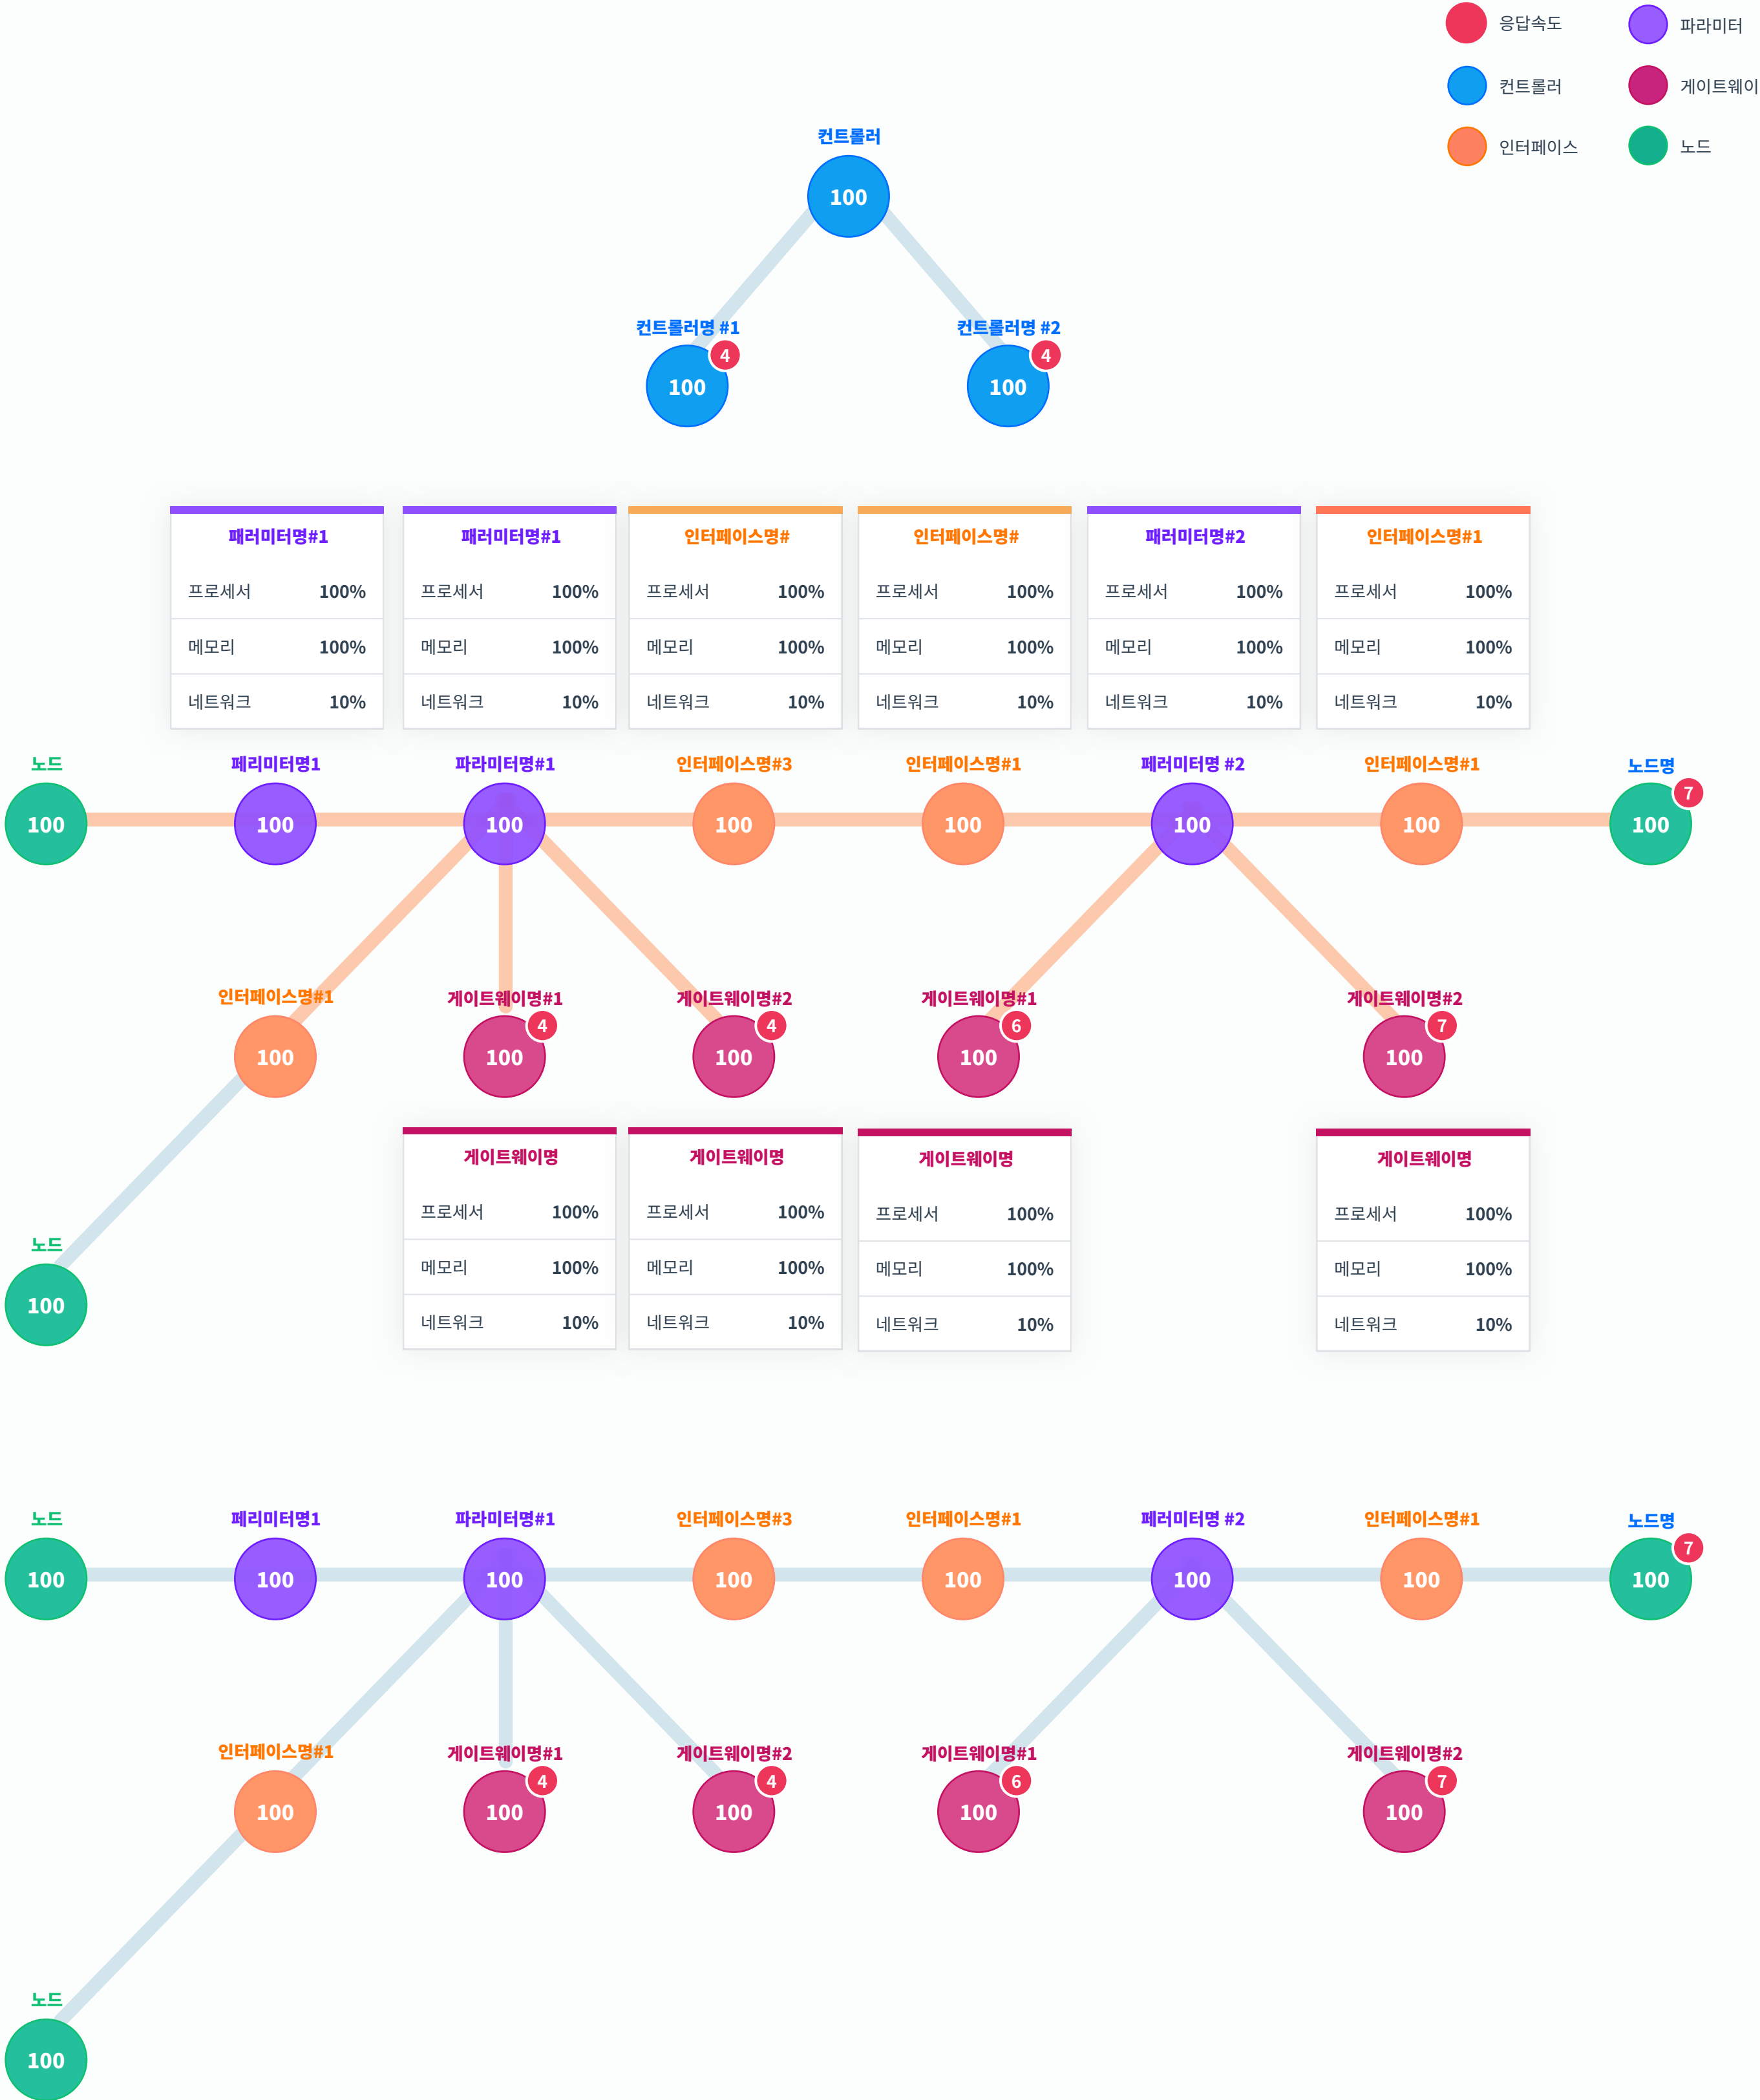 응답속도 파라미터
컨트롤러 게이트웨이
인터페이스 노드
컨트롤러
100
컨트롤러명 #1 컨트롤러명 #2
4 4
100 100
패러미터명#1 패러미터명#1 인터페이스명# 인터페이스명# 패러미터명#2 인터페이스명#1
프로세서 100% 프로세서 100% 프로세서 100% 프로세서 100% 프로세서 100% 프로세서 100%
메모리 100% 메모리 100% 메모리 100% 메모리 100% 메모리 100% 메모리 100%
네트워크 10% 네트워크 10% 네트워크 10% 네트워크 10% 네트워크 10% 네트워크 10%
노드 페리미터명1 파라미터명#1 인터페이스명#3 인터페이스명#1 페러미터명 #2 인터페이스명#1 노드명
7
100 100 100 100 100 100 100 100
인터페이스명#1 게이트웨이명#1 게이트웨이명#2 게이트웨이명#1 게이트웨이명#2
4 4 6 7
100 100 100 100 100
게이트웨이명 게이트웨이명 게이트웨이명 게이트웨이명
프로세서 100% 프로세서 100% 프로세서 100% 프로세서 100%
메모리 100% 메모리 100% 메모리 100% 메모리 100%
네트워크 10% 네트워크 10% 네트워크 10% 네트워크 10%
노드
100
노드 페리미터명1 파라미터명#1 인터페이스명#3 인터페이스명#1 페러미터명 #2 인터페이스명#1 노드명
7
100 100 100 100 100 100 100 100
인터페이스명#1 게이트웨이명#1 게이트웨이명#2 게이트웨이명#1 게이트웨이명#2
4 4 6 7
100 100 100 100 100
노드
100